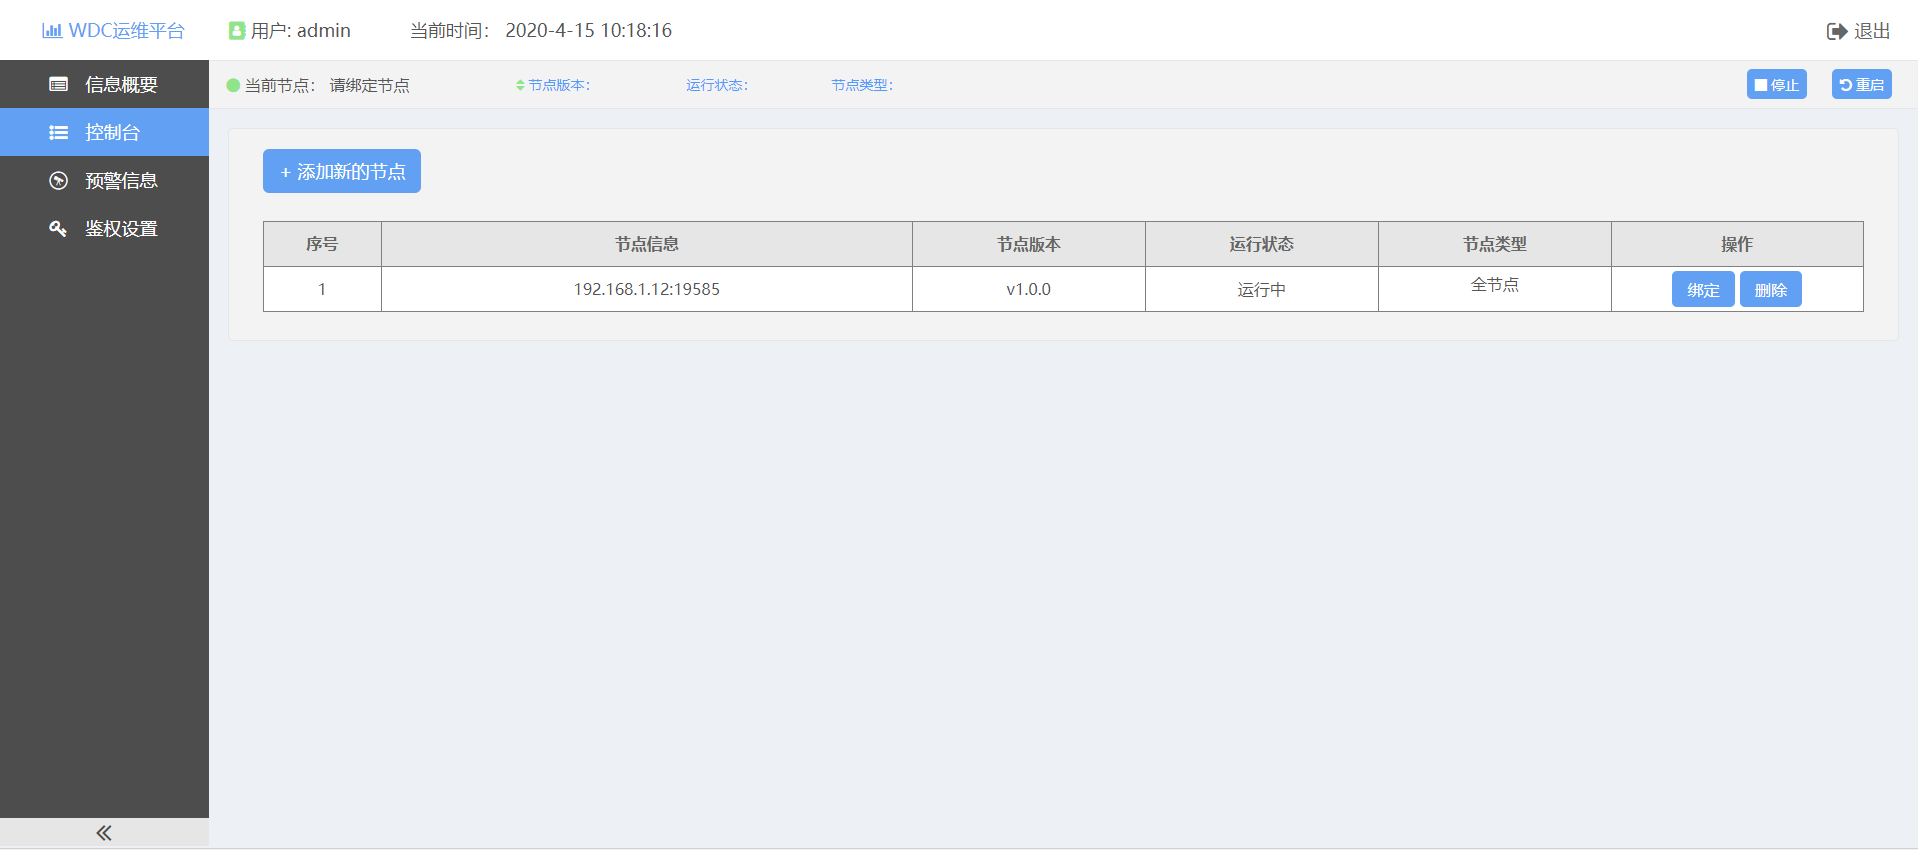 WDC运维平台 用户: admin 当前时间： 2020-4-15 10:18:16 退出
信息概要
控制台
预警信息
鉴权设置
当前节点： 请绑定节点 节点版本： 运行状态： 节点类型： 停止 重启
+ 添加新的节点
序号 节点信息 节点版本 运行状态 节点类型 操作
1 192.168.1.12:19585 v1.0.0 运行中 全节点 绑定 删除